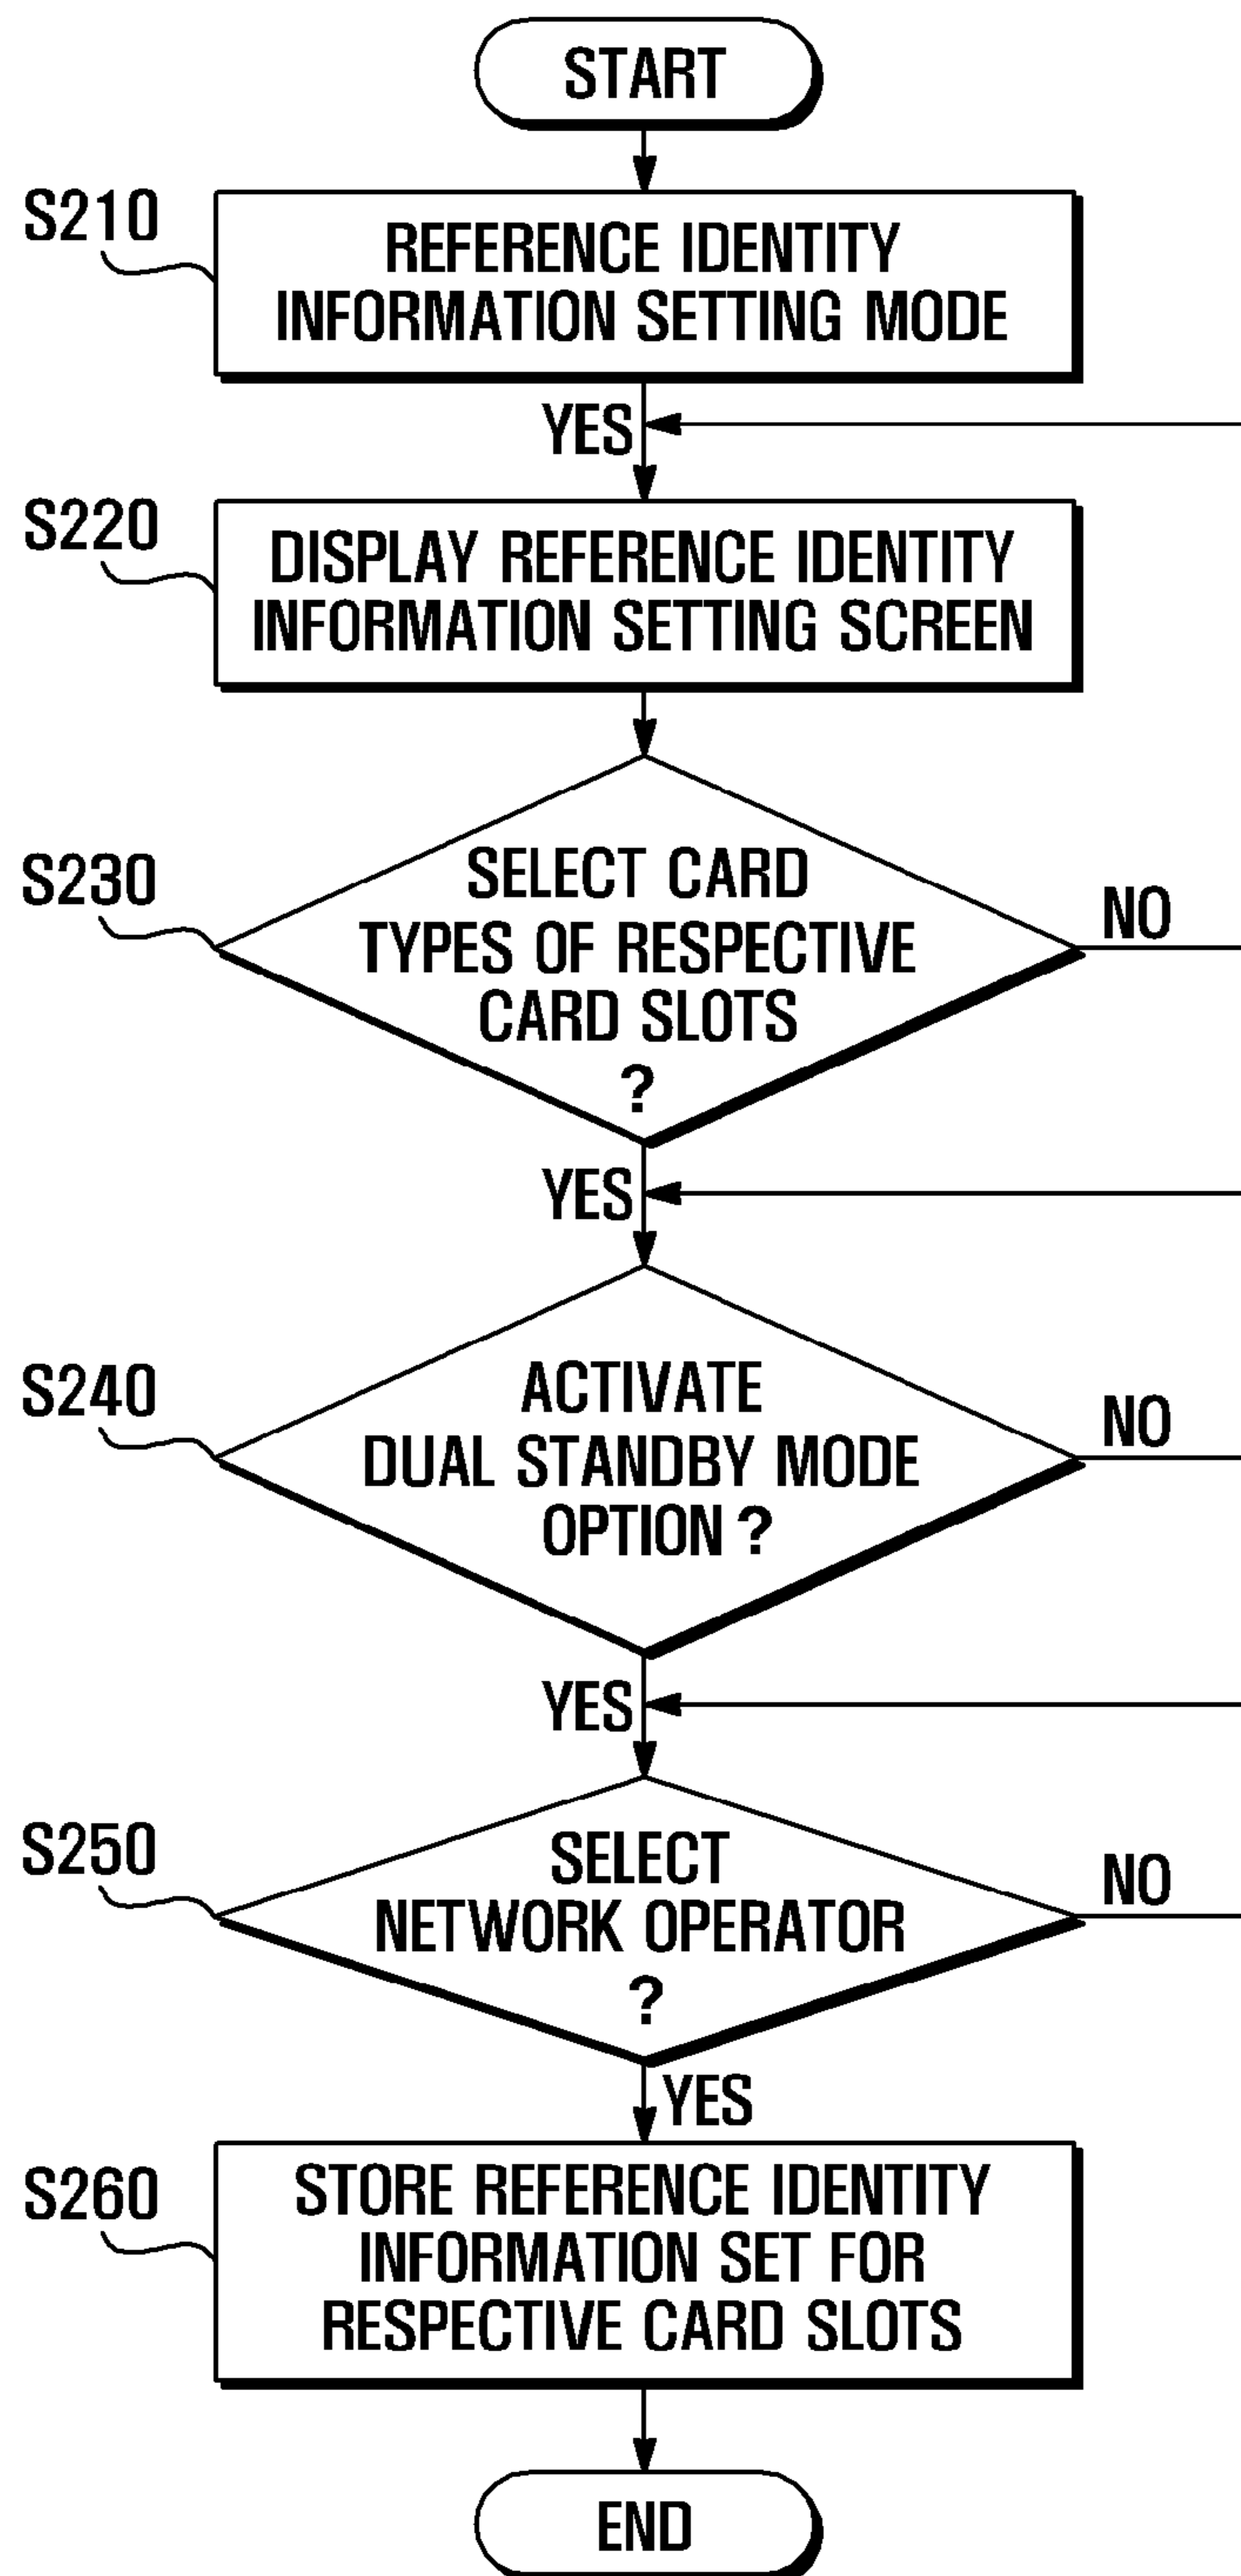 START
S210
REFERENCE IDENTITY
INFORMATION SETTING MODE
YES
S220
DISPLAY REFERENCE IDENTITY
INFORMATION SETTING SCREEN
S230
SELECT CARD
TYPES OF RESPECTIVE
CARD SLOTS
?
NO
YES
S240
ACTIVATE
DUAL STANDBY MODE
OPTION ?
NO
YES
S250
SELECT
NETWORK OPERATOR
?
NO
YES
S260
STORE REFERENCE IDENTITY
INFORMATION SET FOR
RESPECTIVE CARD SLOTS
END